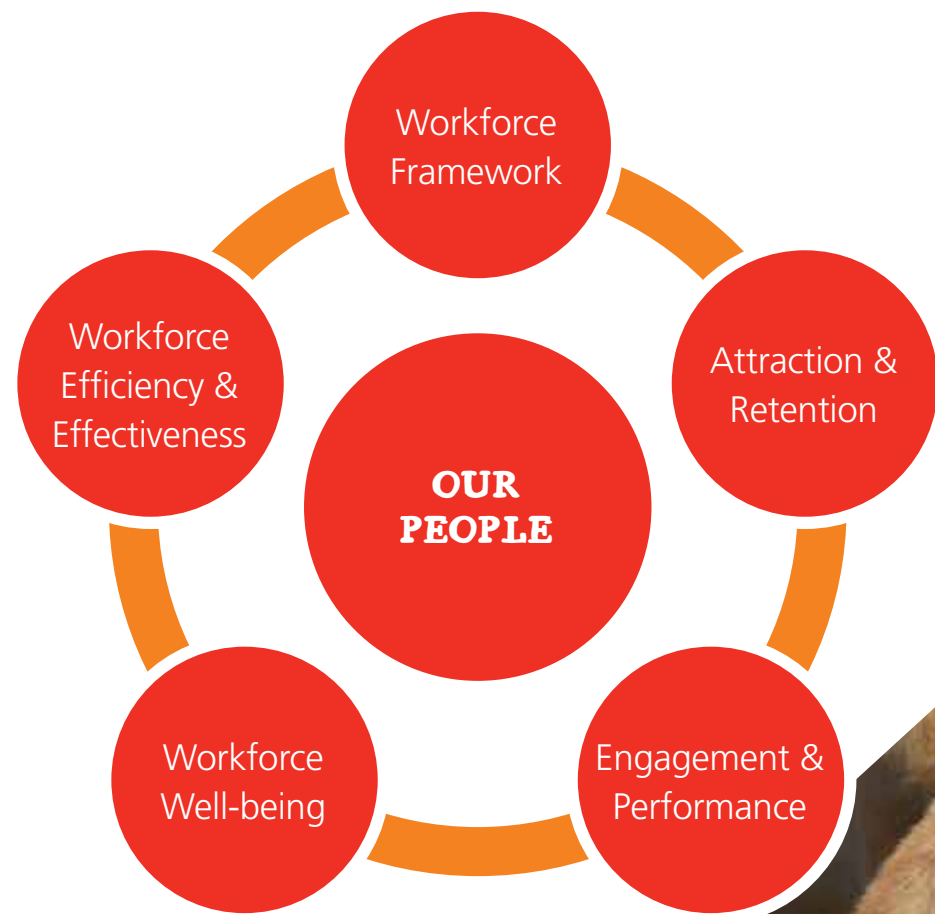 Workforce
Framework
Attraction &
Retention
Engagement &
Performance
Workforce
Well-being
Workforce
Efficiency &
Effectiveness
OUR
PEOPLE